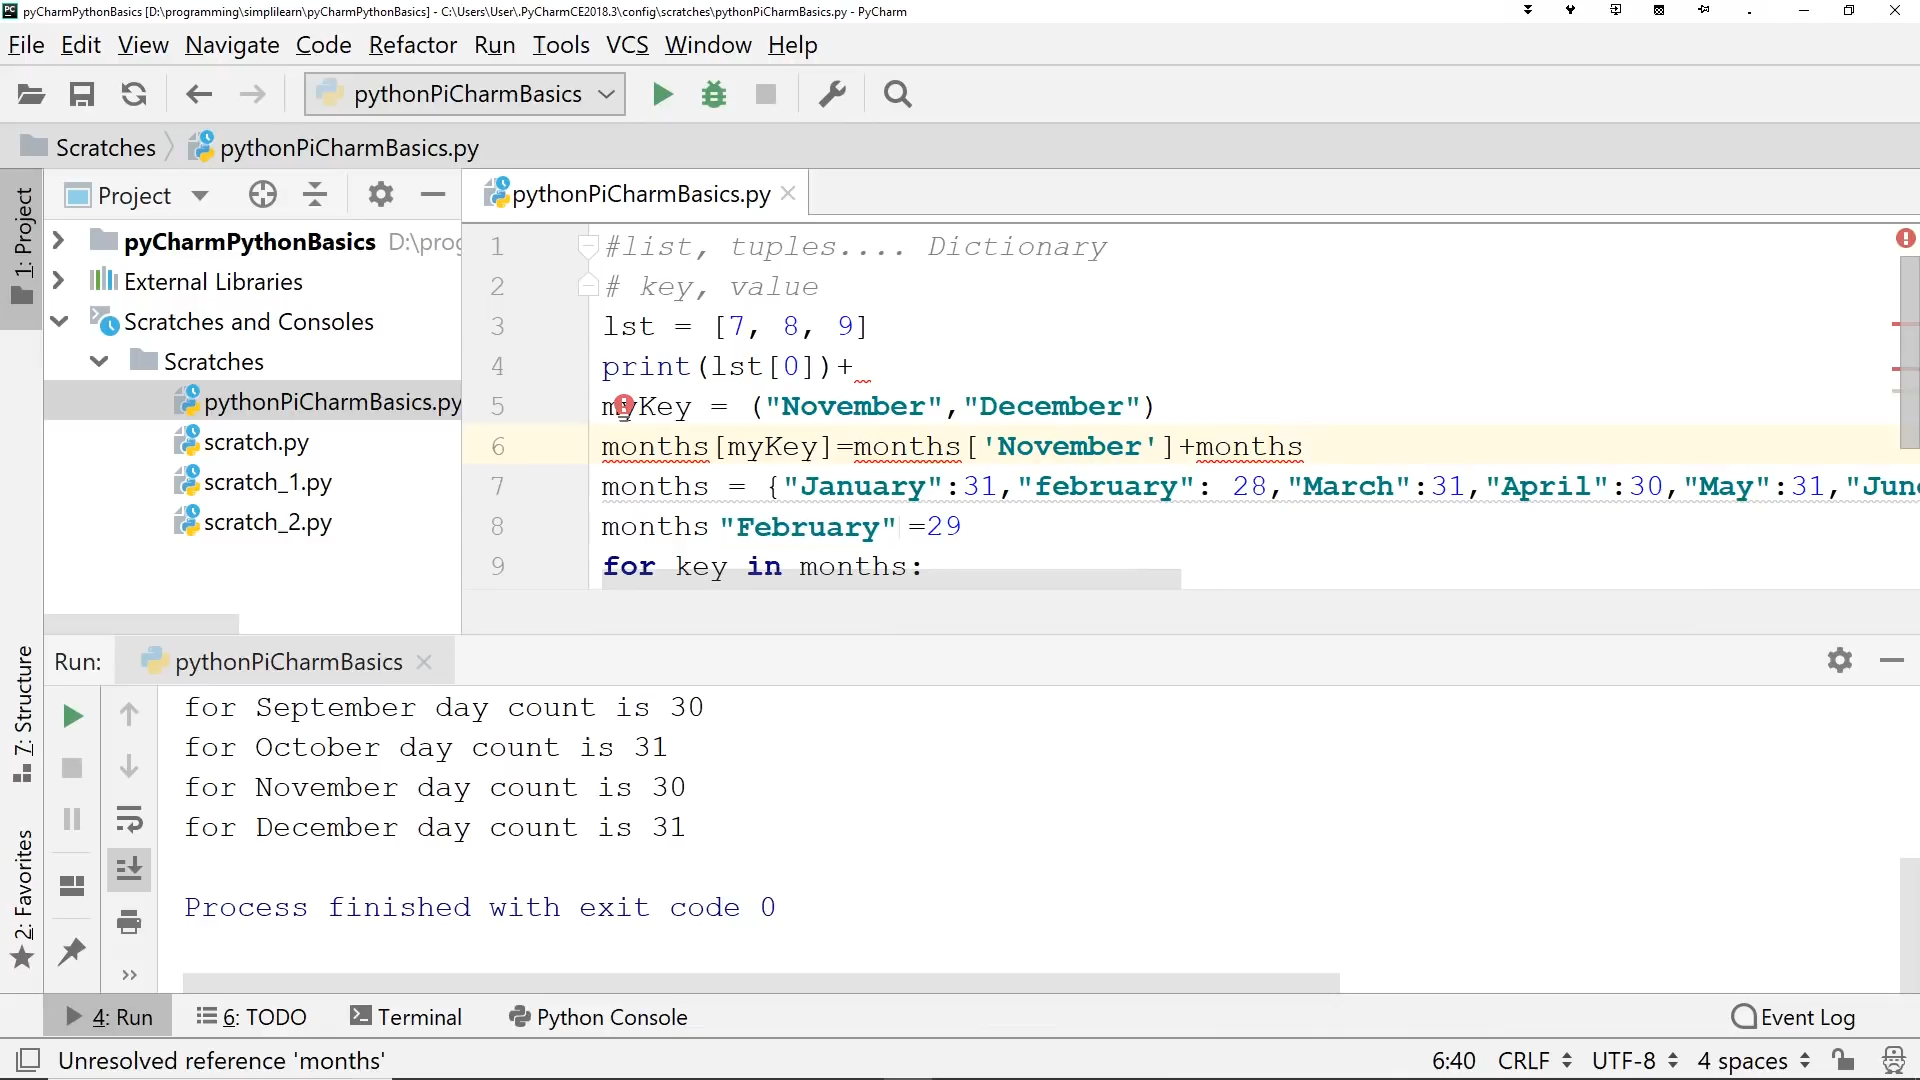 pyCharmPythonBasics [D:\programming\simplilearn\pyCharmPythonBasics] - C:\Users\User\.PyCharmCE2018.3\config\scratches\pythonPiCharmBasics.py - PyCharm
File Edit View Navigate Code Refactor Run Tools VCS Window Help
pythonPiCharmBasics
Scratches pythonPiCharmBasics.py
1: Project
Project
pyCharmPythonBasics D:\prog
External Libraries
Scratches and Consoles
Scratches
pythonPiCharmBasics.py
scratch.py
scratch_1.py
scratch_2.py
pythonPiCharmBasics.py
1 #list, tuples.... Dictionary
2 # key, value
3 lst = [7, 8, 9]
4 print(lst[0])+
5 myKey = ("November","December")
6 months[myKey]=months['November']+months
7 months = {"January":31,"february": 28,"March":31,"April":30,"May":31,"June
8 months "February" =29
9 for key in months:
7: Structure
2: Favorites
Run: pythonPiCharmBasics
for September day count is 30
for October day count is 31
for November day count is 30
for December day count is 31
Process finished with exit code 0
4: Run 6: TODO Terminal Python Console Event Log
Unresolved reference 'months' 6:40 CRLF UTF-8 4 spaces